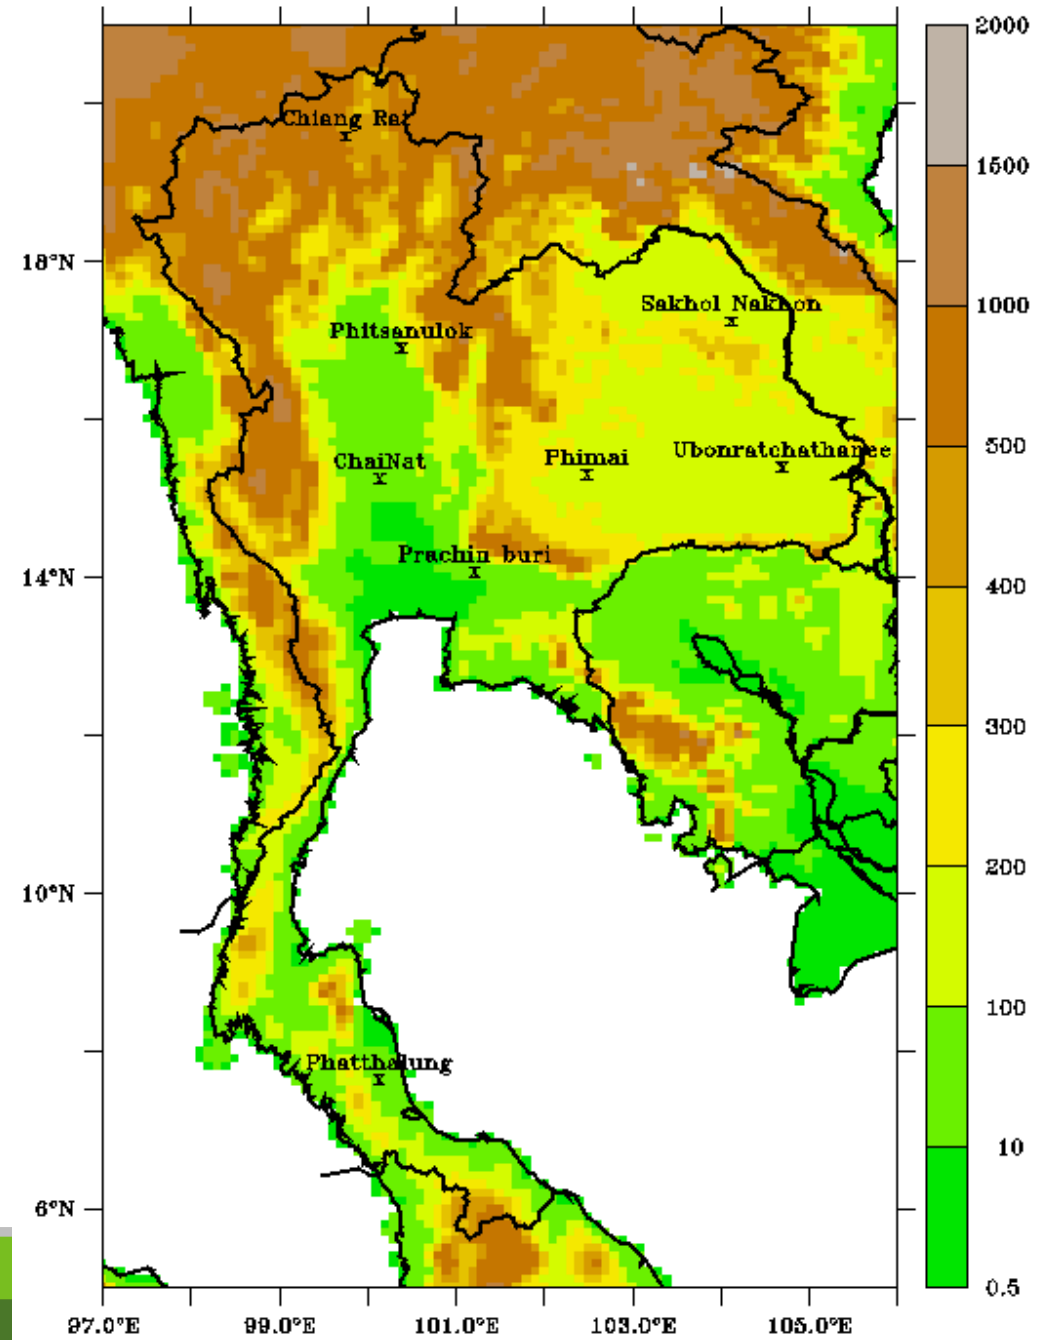 2000
Chiang Rai
1500
18°N
1000
Sakhol Nakhon
Phitsanulok
500
Ubonratchathanee
Phimai
ChaiNat
Prachin buri
14°N
400
300
200
10°N
100
Phatthalung
10
6°N
0.5
97.0°E 99.0°E 101.0°E 103.0°E 105.0°E